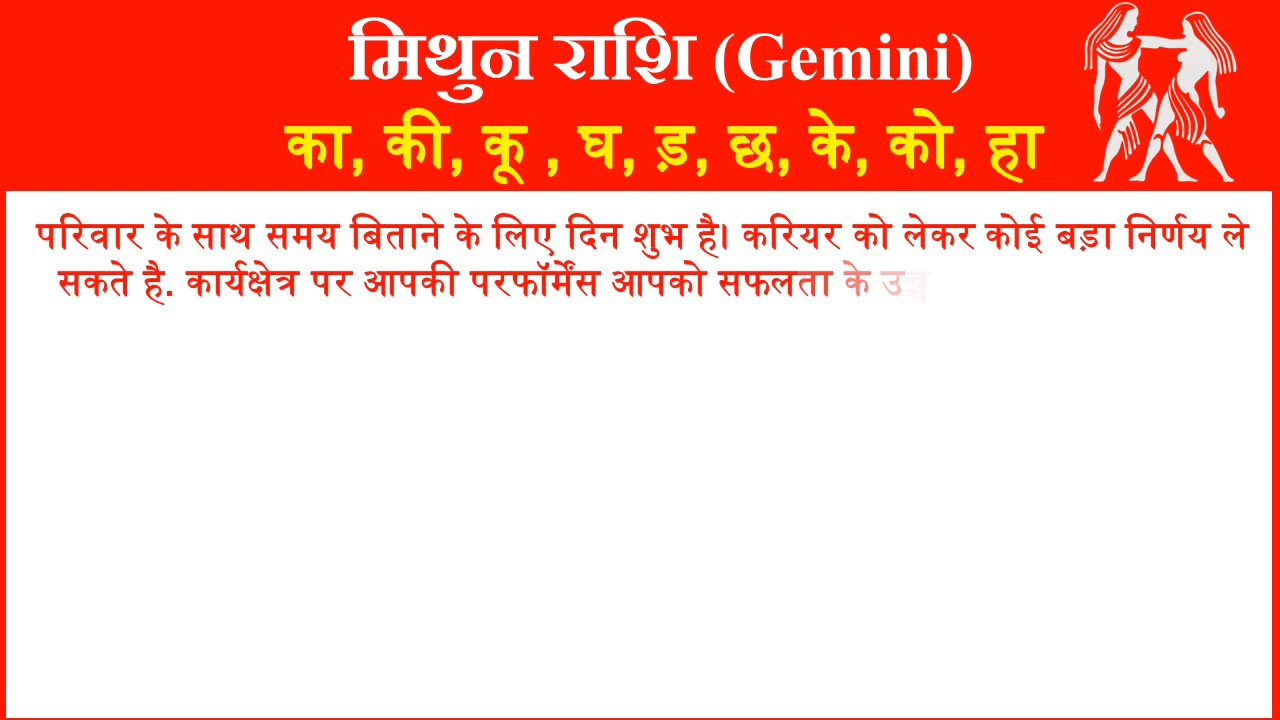 मिथुन राशि (Gemini)
का, की, कू , घ, ड़, छ, के, को, हा
परिवार के साथ समय बिताने के लिए दिन शुभ है। करियर को लेकर कोई बड़ा निर्णय ले
सकते है. कार्यक्षेत्र पर आपकी परफॉर्मेंस आपको सफलता के